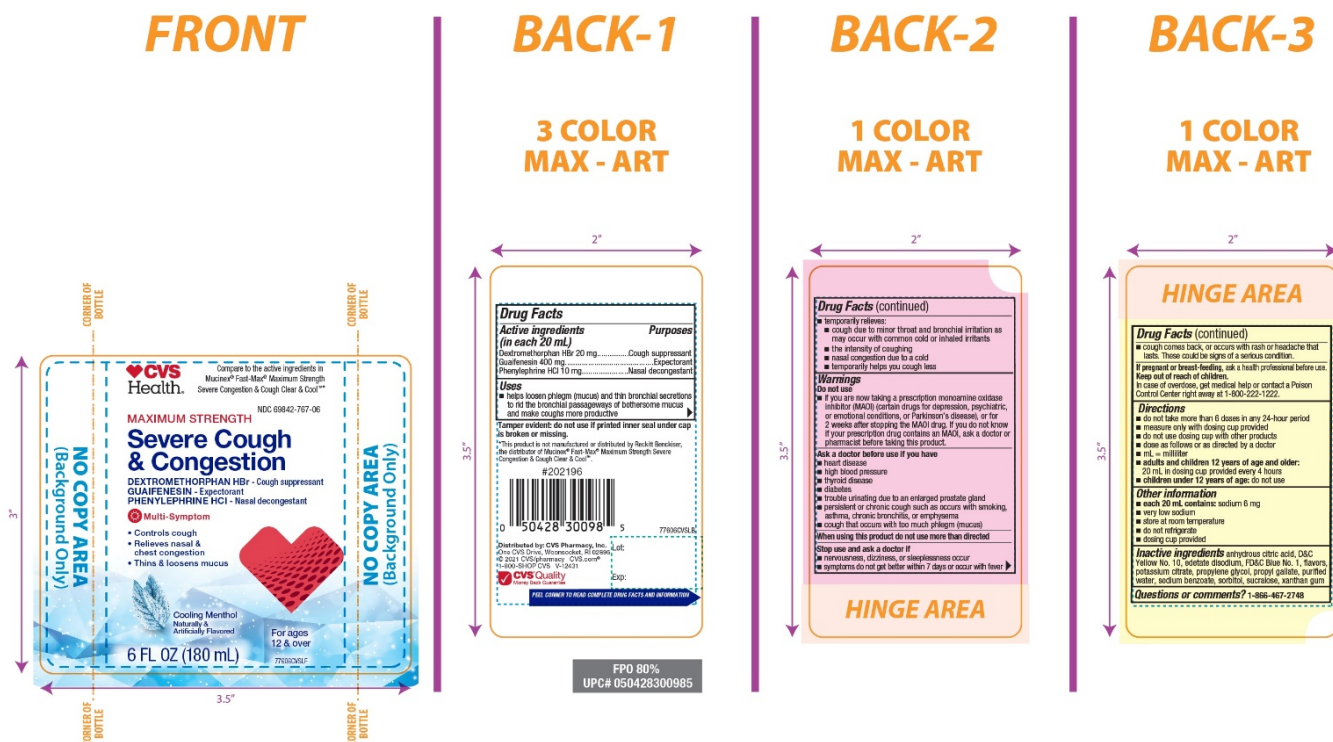 FRONT
CORNER OF
BOTTLE
CORNER OF
BOTTLE
CVS
Health®
Compare to the active ingredients in
Mucinex® Fast-Max® Maximum Strength
Severe Congestion & Cough Clear & Cool™*
NDC 69842-767-06
MAXIMUM STRENGTH
Severe Cough
& Congestion
DEXTROMETHORPHAN HBr - Cough suppressant
GUAIFENESIN - Expectorant
PHENYLEPHRINE HCl - Nasal decongestant
Multi-Symptom
• Controls cough
• Relieves nasal &
chest congestion
• Thins & loosens mucus
Cooling Menthol
Naturally &
Artificially Flavored
For ages
12 & over
6 FL OZ (180 mL)
77606CVSLF
NO COPY AREA
(Background Only)
NO COPY AREA
(Background Only)
3"
3.5"
ORNER OF
BOTTLE
ORNER OF
BOTTLE
BACK-1
3 COLOR
MAX - ART
2"
3.5"
Drug Facts
Active ingredients Purposes
(in each 20 mL)
Dextromethorphan HBr 20 mg..............Cough suppressant
Guaifenesin 400 mg........................................Expectorant
Phenylephrine HCl 10 mg.....................Nasal decongestant
Uses
■ helps loosen phlegm (mucus) and thin bronchial secretions
to rid the bronchial passageways of bothersome mucus
and make coughs more productive
Tamper evident: do not use if printed inner seal under cap
is broken or missing.
*This product is not manufactured or distributed by Reckitt Benckiser,
the distributor of Mucinex® Fast-Max® Maximum Strength Severe
Congestion & Cough Clear & Cool™.
#202196
0 50428 30098 5
77606CVSLB
Distributed by: CVS Pharmacy, Inc.
One CVS Drive, Woonsocket, RI 02895
© 2021 CVS/pharmacy CVS.com®
1-800-SHOP CVS V-12431
CVS Quality
Money Back Guarantee
Lot:
Exp:
PEEL CORNER TO READ COMPLETE DRUG FACTS AND INFORMATION
FPO 80%
UPC# 050428300985
BACK-2
1 COLOR
MAX - ART
2"
3.5"
Drug Facts (continued)
■ temporarily relieves:
■ cough due to minor throat and bronchial irritation as
may occur with common cold or inhaled irritants
■ the intensity of coughing
■ nasal congestion due to a cold
■ temporarily helps you cough less
Warnings
Do not use
■ if you are now taking a prescription monoamine oxidase
inhibitor (MAOI) (certain drugs for depression, psychiatric,
or emotional conditions, or Parkinson's disease), or for
2 weeks after stopping the MAOI drug. If you do not know
if your prescription drug contains an MAOI, ask a doctor or
pharmacist before taking this product.
Ask a doctor before use if you have
■ heart disease
■ high blood pressure
■ thyroid disease
■ diabetes
■ trouble urinating due to an enlarged prostate gland
■ persistent or chronic cough such as occurs with smoking,
asthma, chronic bronchitis, or emphysema
■ cough that occurs with too much phlegm (mucus)
When using this product do not use more than directed
Stop use and ask a doctor if
■ nervousness, dizziness, or sleeplessness occur
■ symptoms do not get better within 7 days or occur with fever
HINGE AREA
BACK-3
1 COLOR
MAX - ART
2"
3.5"
HINGE AREA
Drug Facts (continued)
■ cough comes back, or occurs with rash or headache that
lasts. These could be signs of a serious condition.
If pregnant or breast-feeding, ask a health professional before use.
Keep out of reach of children.
In case of overdose, get medical help or contact a Poison
Control Center right away at 1-800-222-1222.
Directions
■ do not take more than 6 doses in any 24-hour period
■ measure only with dosing cup provided
■ do not use dosing cup with other products
■ dose as follows or as directed by a doctor
■ mL = milliliter
■ adults and children 12 years of age and older:
20 mL in dosing cup provided every 4 hours
■ children under 12 years of age: do not use
Other information
■ each 20 mL contains: sodium 6 mg
■ very low sodium
■ store at room temperature
■ do not refrigerate
■ dosing cup provided
Inactive ingredients anhydrous citric acid, D&C
Yellow No. 10, edetate disodium, FD&C Blue No. 1, flavors,
potassium citrate, propylene glycol, propyl gallate, purified
water, sodium benzoate, sorbitol, sucralose, xanthan gum
Questions or comments? 1-866-467-2748